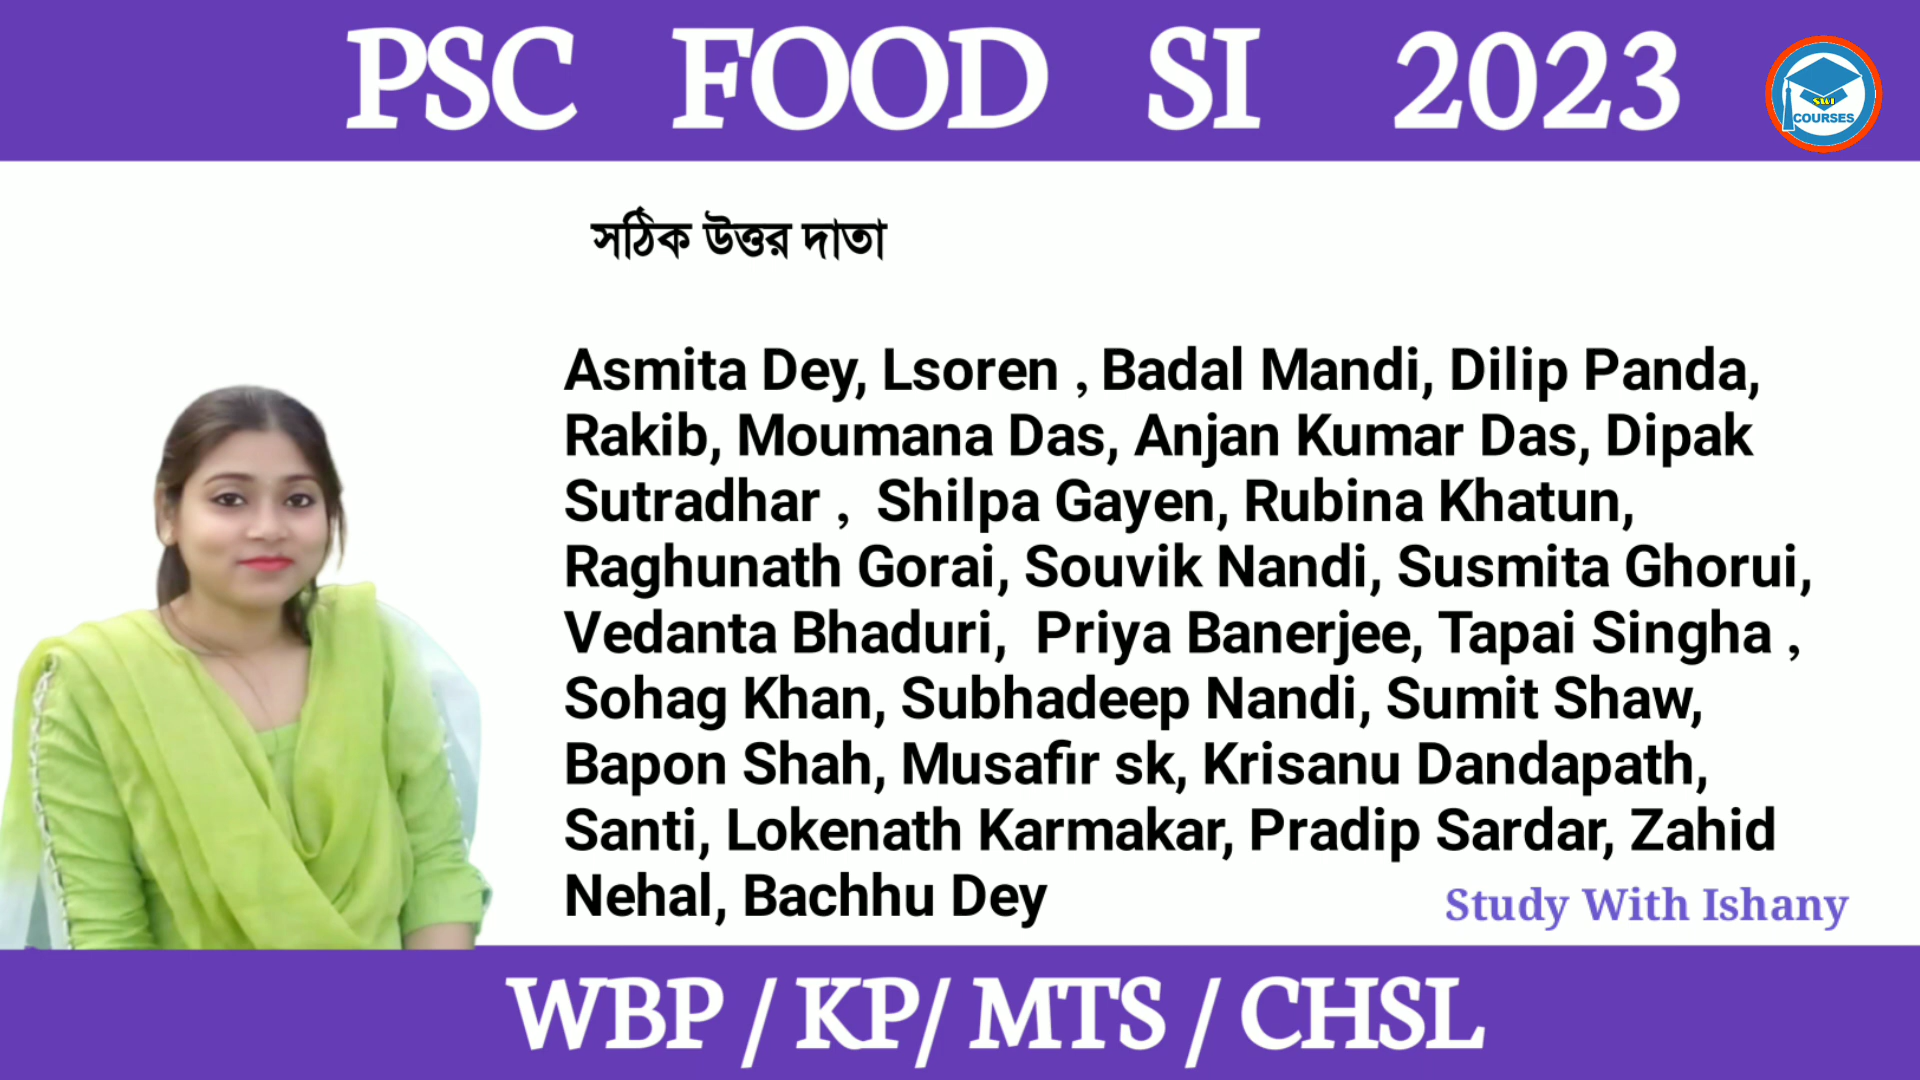 PSC FOOD SI 2023
SWI
COURSES
সঠিক উত্তর দাতা
Asmita Dey, Lsoren , Badal Mandi, Dilip Panda,
Rakib, Moumana Das, Anjan Kumar Das, Dipak
Sutradhar , Shilpa Gayen, Rubina Khatun,
Raghunath Gorai, Souvik Nandi, Susmita Ghorui,
Vedanta Bhaduri, Priya Banerjee, Tapai Singha ,
Sohag Khan, Subhadeep Nandi, Sumit Shaw,
Bapon Shah, Musafir sk, Krisanu Dandapath,
Santi, Lokenath Karmakar, Pradip Sardar, Zahid
Nehal, Bachhu Dey
Study With Ishany
WBP / KP/ MTS / CHSL